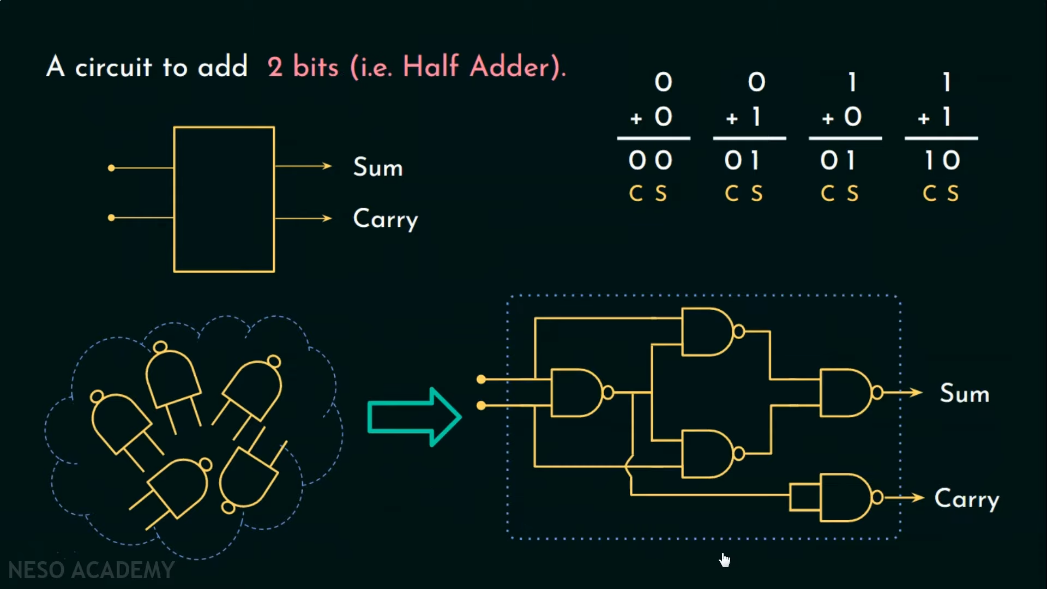 A circuit to add 2 bits (i.e. Half Adder).
0 0 1 1
+ 0 + 1 + 0 + 1
0 0 0 1 0 1 1 0
C S C S C S C S
Sum
Carry
Sum
Carry
NESO ACADEMY